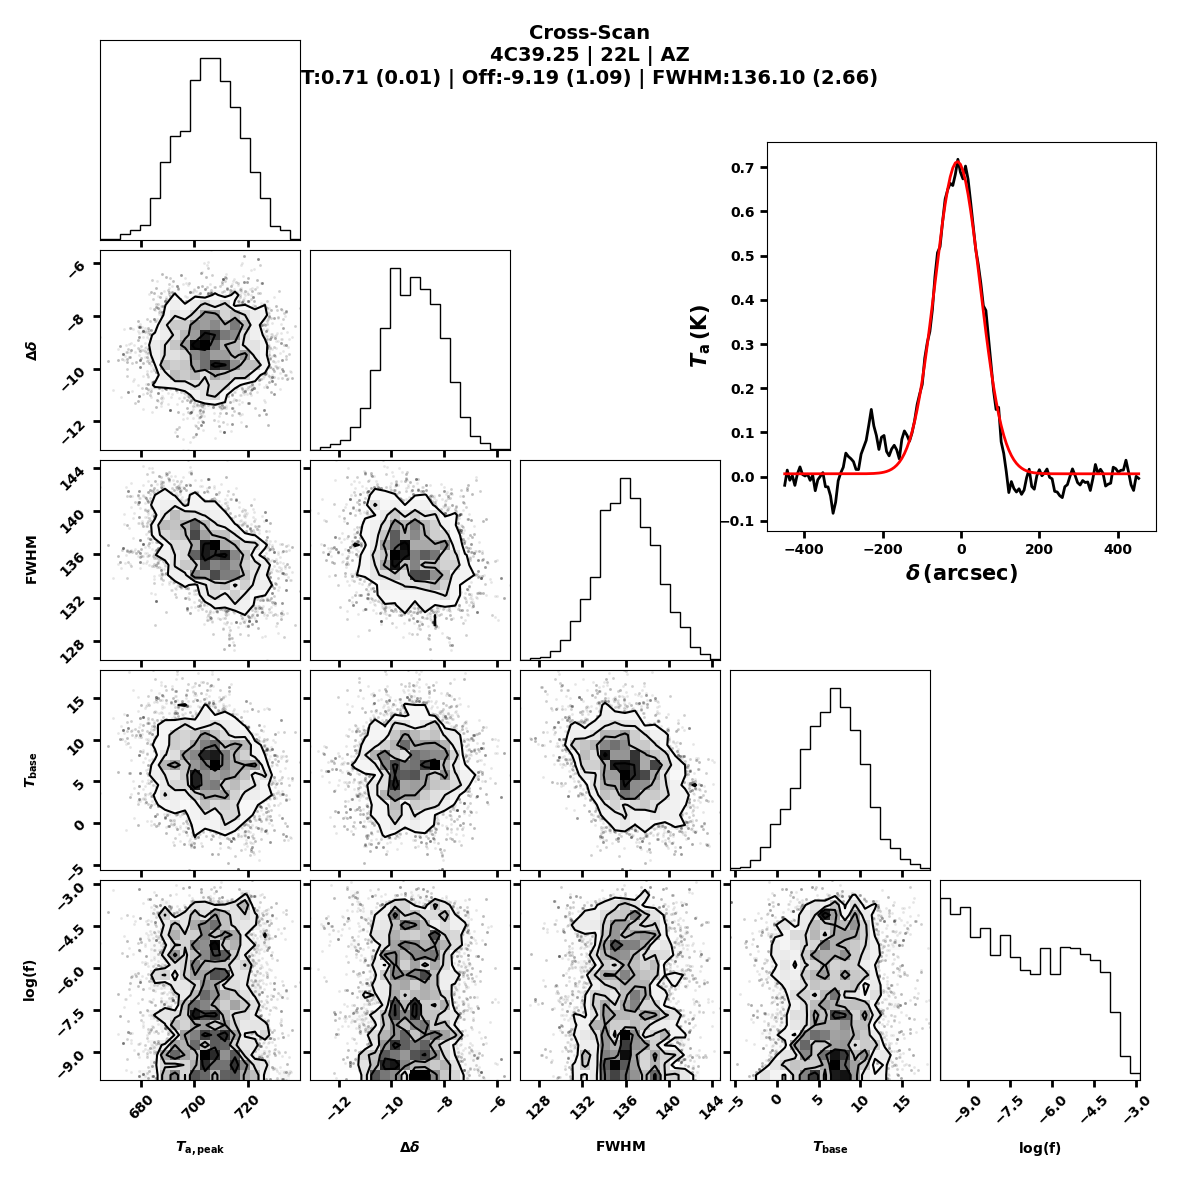 Cross-Scan
4C39.25 | 22L | AZ
T:0.71 (0.01) | Off:-9.19 (1.09) | FWHM:136.10 (2.66)
0.7
0.6
0.5
0.4
0.3
0.2
0.1
0.0
−0.1
Ta (K)
−400 −200 0 200 400
δ (arcsec)
−6
−8
−10
−12
Δδ
144
140
136
132
128
FWHM
15
10
5
0
−5
Tbase
−3.0
−4.5
−6.0
−7.5
−9.0
log(f)
680 700 720
−12 −10 −8 −6
128 132 136 140 144
−5 0 5 10 15
−9.0 −7.5 −6.0 −4.5 −3.0
Ta,peak Δδ FWHM Tbase log(f)